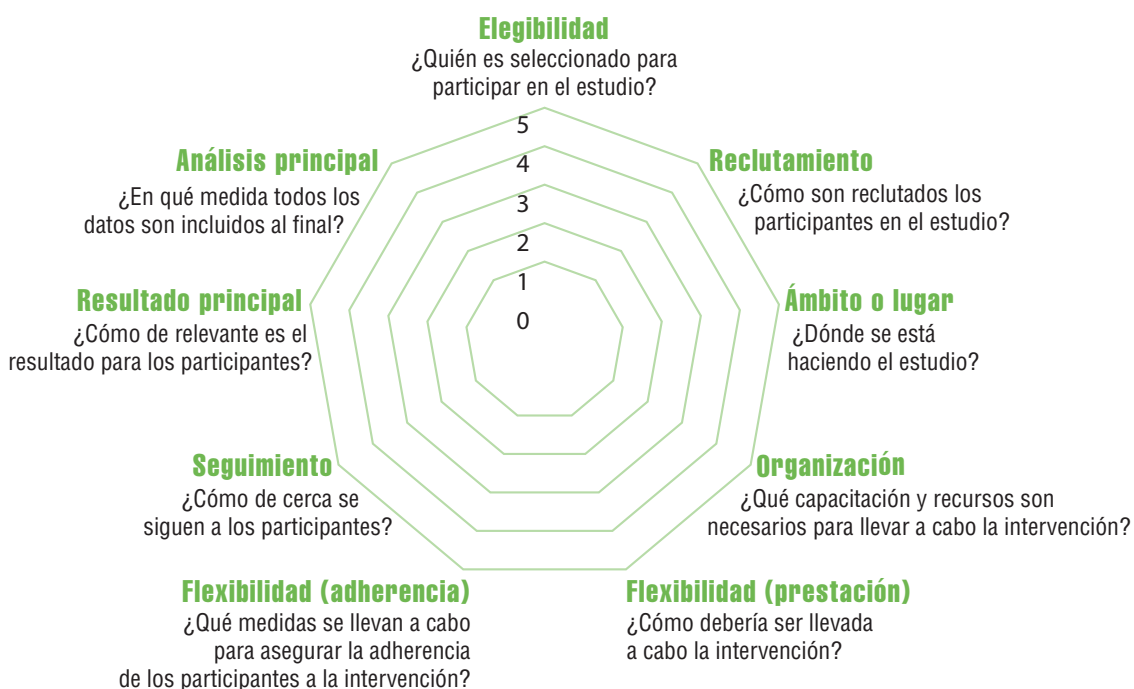 Elegibilidad
¿Quién es seleccionado para
participar en el estudio?
5
4
3
2
1
0
Reclutamiento
¿Cómo son reclutados los
participantes en el estudio?
Ámbito o lugar
¿Dónde se está
haciendo el estudio?
Organización
¿Qué capacitación y recursos son
necesarios para llevar a cabo la intervención?
Flexibilidad (prestación)
¿Cómo debería ser llevada
a cabo la intervención?
Flexibilidad (adherencia)
¿Qué medidas se llevan a cabo
para asegurar la adherencia
de los participantes a la intervención?
Seguimiento
¿Cómo de cerca se
siguen a los participantes?
Resultado principal
¿Cómo de relevante es el
resultado para los participantes?
Análisis principal
¿En qué medida todos los
datos son incluidos al final?